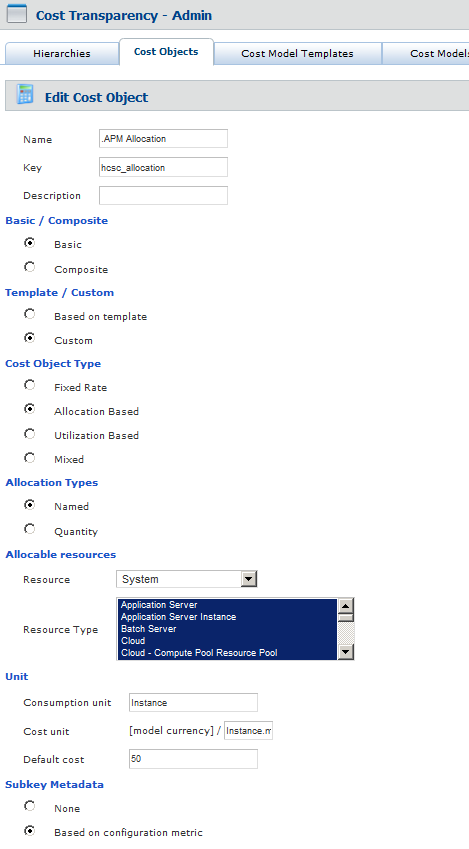 Cost Transparency - Admin
Hierarchies Cost Objects Cost Model Templates Cost Models
Edit Cost Object
Name .APM Allocation
Key hcsc_allocation
Description
Basic / Composite
Basic
Composite
Template / Custom
Based on template
Custom
Cost Object Type
Fixed Rate
Allocation Based
Utilization Based
Mixed
Allocation Types
Named
Quantity
Allocable resources
Resource System
Application Server
Application Server Instance
Resource Type Batch Server
Cloud
Cloud - Compute Pool Resource Pool
Unit
Consumption unit Instance
Cost unit [model currency] / Instance.m
Default cost 50
Subkey Metadata
None
Based on configuration metric